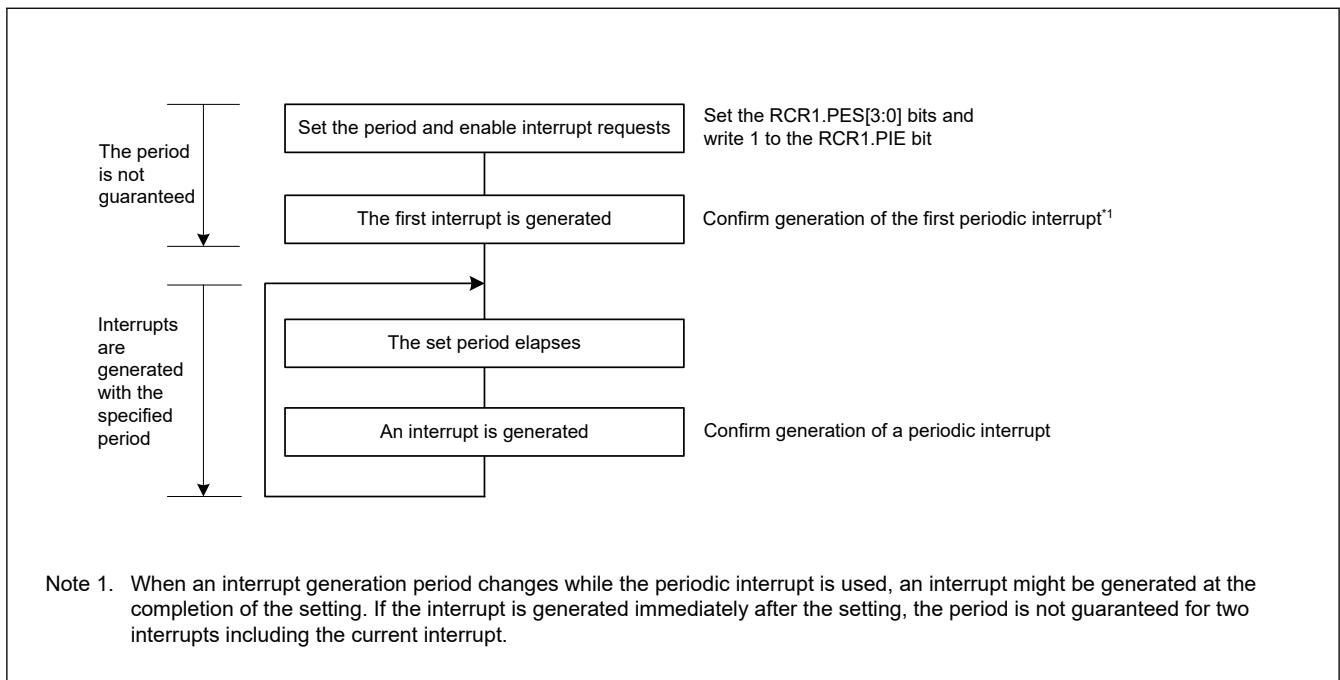 Set the period and enable interrupt requests
Set the RCR1.PES[3:0] bits and
write 1 to the RCR1.PIE bit
The period
is not
guaranteed
The first interrupt is generated
Confirm generation of the first periodic interrupt*1
Interrupts
are
generated
with the
specified
period
The set period elapses
An interrupt is generated
Confirm generation of a periodic interrupt
Note 1. When an interrupt generation period changes while the periodic interrupt is used, an interrupt might be generated at the
completion of the setting. If the interrupt is generated immediately after the setting, the period is not guaranteed for two
interrupts including the current interrupt.